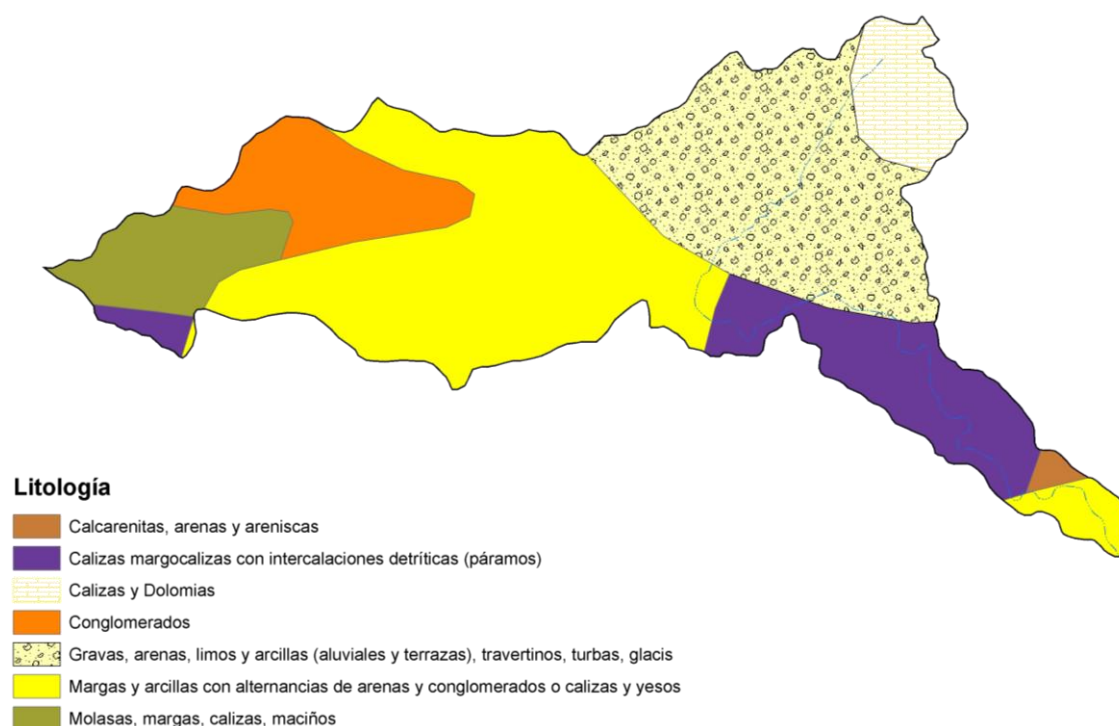 Litología
Calcarenitas, arenas y areniscas
Calizas margocalizas con intercalaciones detríticas (páramos)
Calizas y Dolomias
Conglomerados
Gravas, arenas, limos y arcillas (aluviales y terrazas), travertinos, turbas, glacis
Margas y arcillas con alternancias de arenas y conglomerados o calizas y yesos
Molasas, margas, calizas, maciños